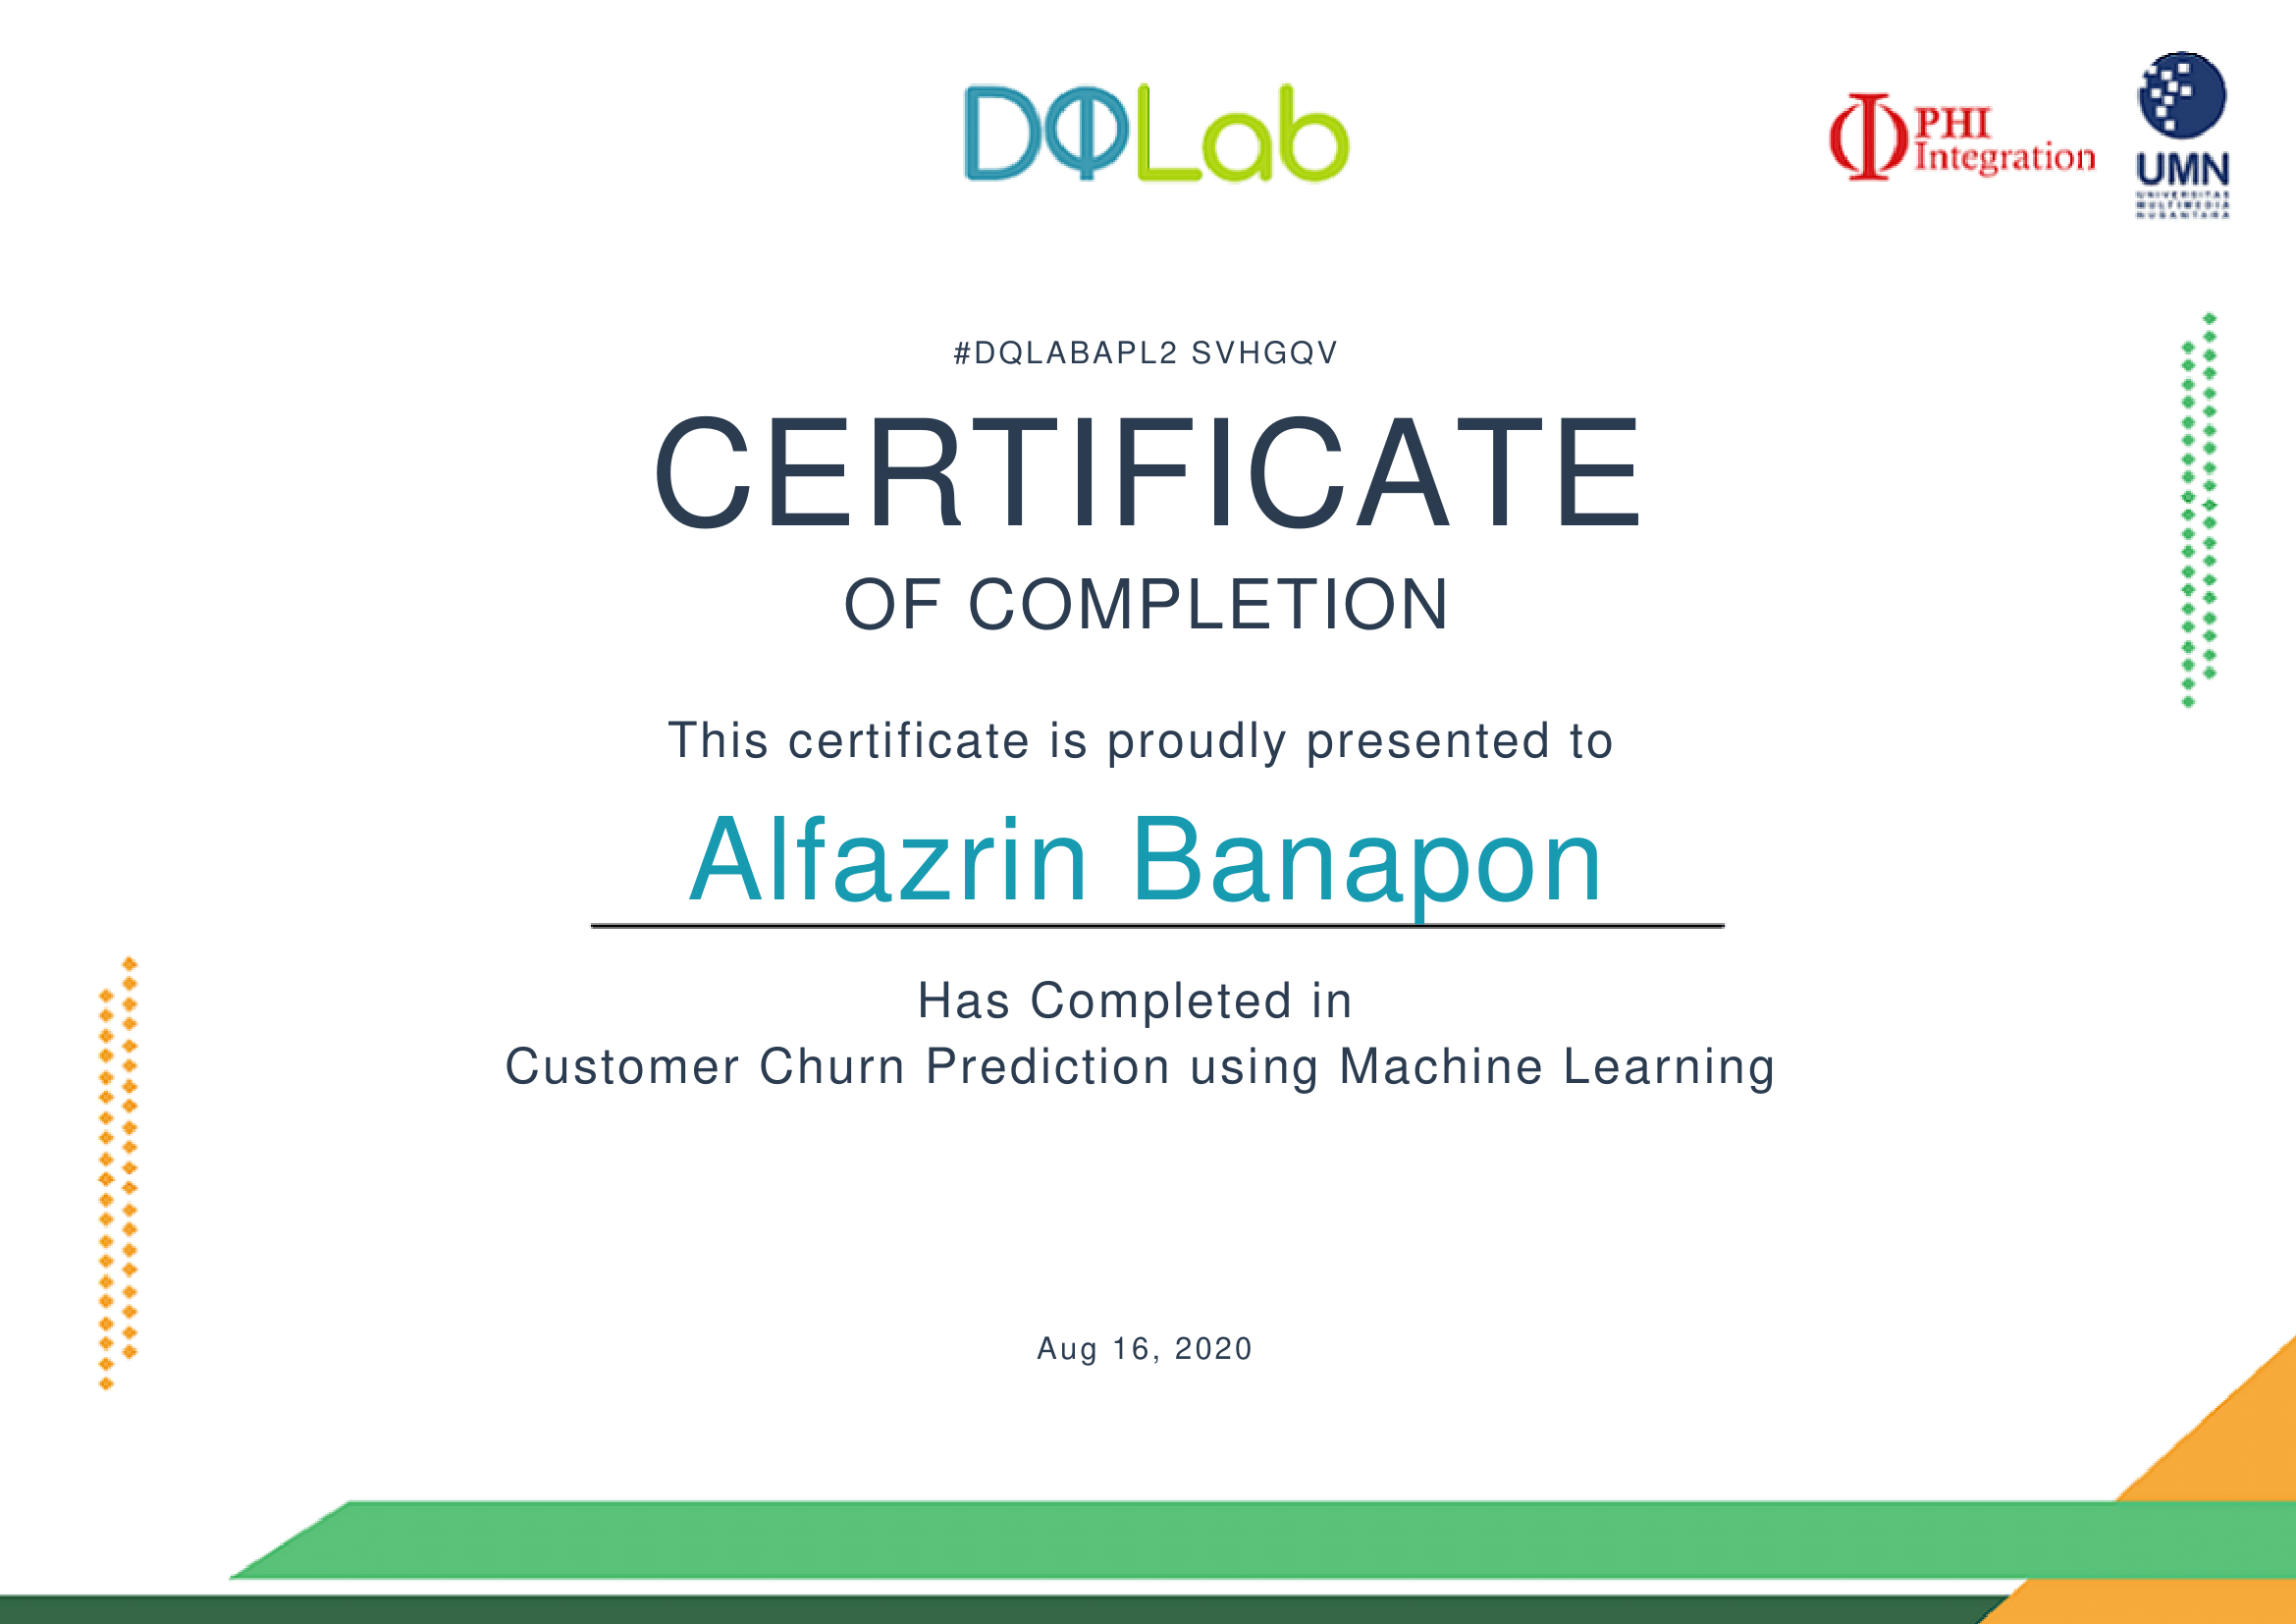 DQLab
PHI
Integration
UMN
UNIVERSITAS
MULTIMEDIA
NUSANTARA
#DQLABAPL2 SVHGQV
CERTIFICATE
OF COMPLETION
This certificate is proudly presented to
Alfazrin Banapon
Has Completed in
Customer Churn Prediction using Machine Learning
Aug 16, 2020